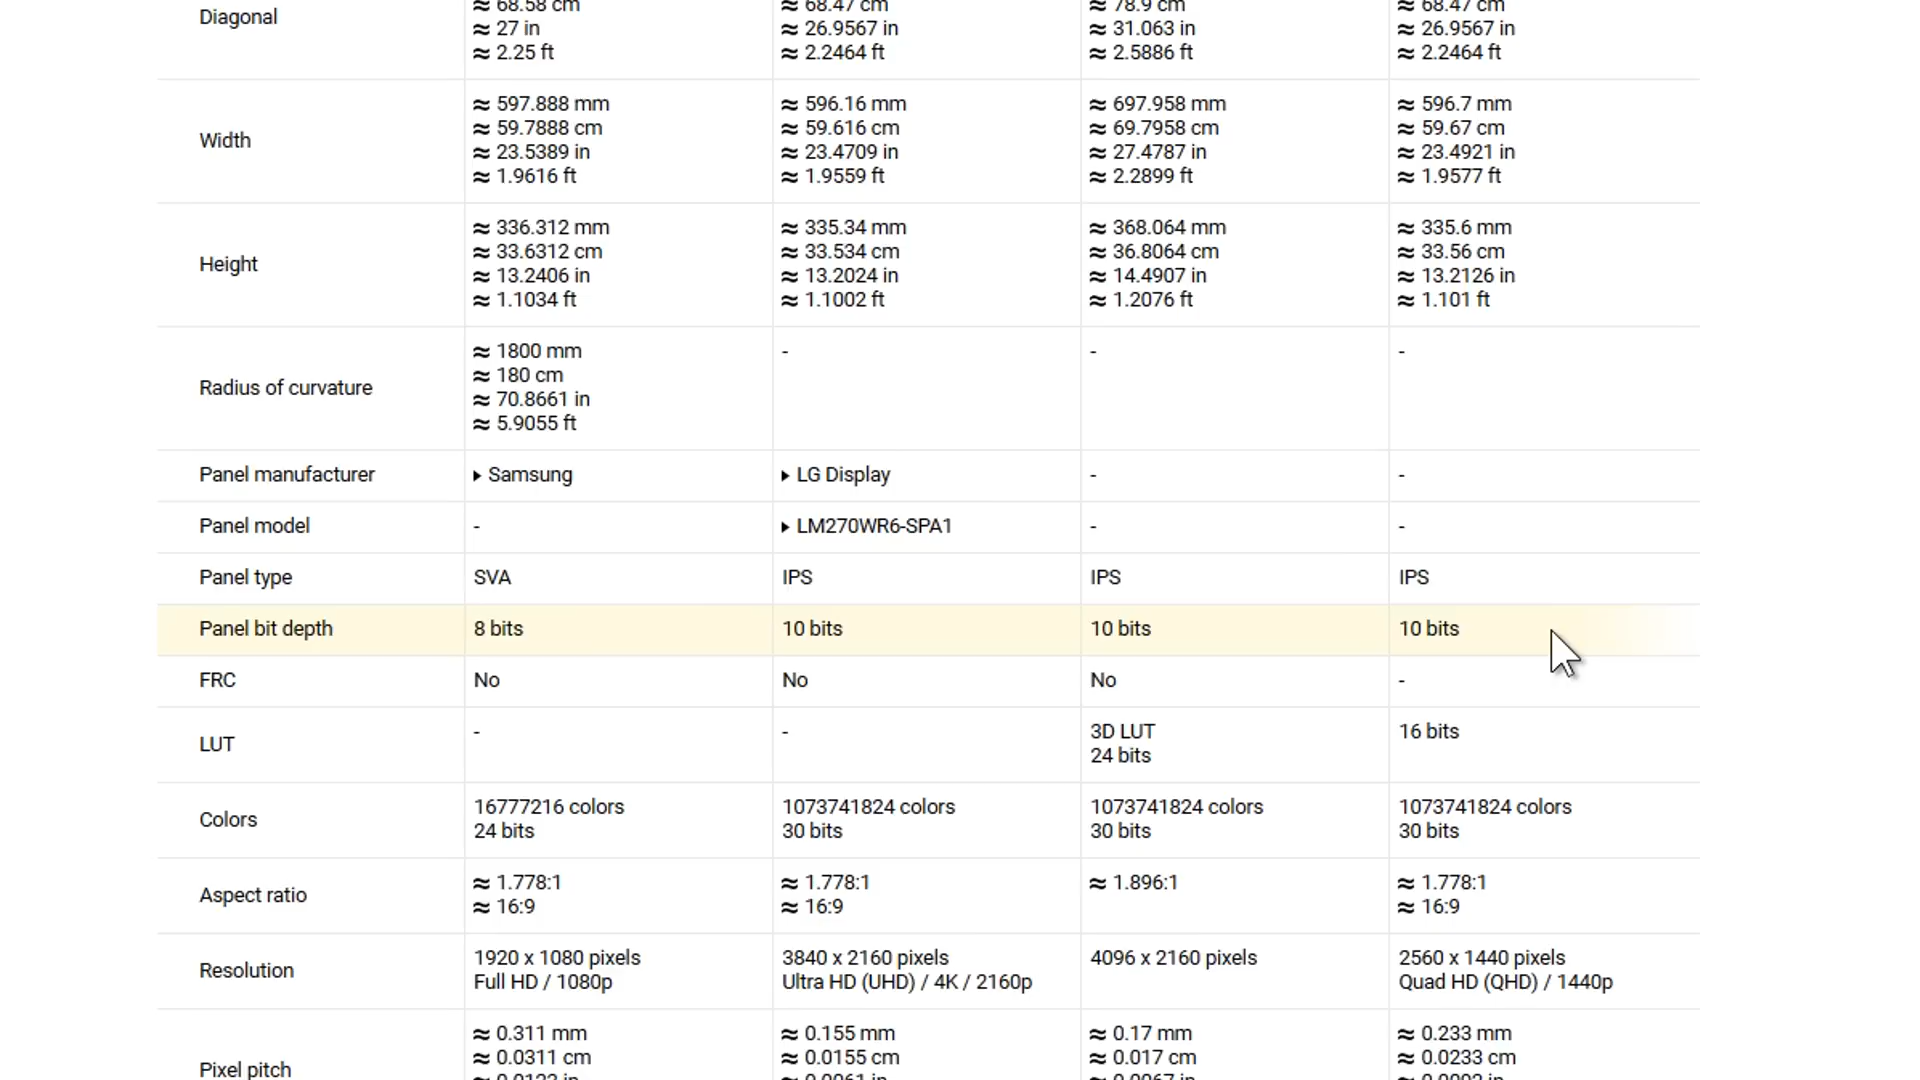 Diagonal
≈ 68.58 cm
≈ 27 in
≈ 2.25 ft
≈ 68.47 cm
≈ 26.9567 in
≈ 2.2464 ft
≈ 78.9 cm
≈ 31.063 in
≈ 2.5886 ft
≈ 68.47 cm
≈ 26.9567 in
≈ 2.2464 ft
Width
≈ 597.888 mm
≈ 59.7888 cm
≈ 23.5389 in
≈ 1.9616 ft
≈ 596.16 mm
≈ 59.616 cm
≈ 23.4709 in
≈ 1.9559 ft
≈ 697.958 mm
≈ 69.7958 cm
≈ 27.4787 in
≈ 2.2899 ft
≈ 596.7 mm
≈ 59.67 cm
≈ 23.4921 in
≈ 1.9577 ft
Height
≈ 336.312 mm
≈ 33.6312 cm
≈ 13.2406 in
≈ 1.1034 ft
≈ 335.34 mm
≈ 33.534 cm
≈ 13.2024 in
≈ 1.1002 ft
≈ 368.064 mm
≈ 36.8064 cm
≈ 14.4907 in
≈ 1.2076 ft
≈ 335.6 mm
≈ 33.56 cm
≈ 13.2126 in
≈ 1.101 ft
Radius of curvature
≈ 1800 mm
≈ 180 cm
≈ 70.8661 in
≈ 5.9055 ft
-
-
-
Panel manufacturer
Samsung
LG Display
-
-
Panel model
-
LM270WR6-SPA1
-
-
Panel type
SVA
IPS
IPS
IPS
Panel bit depth
8 bits
10 bits
10 bits
10 bits
FRC
No
No
No
-
LUT
-
-
3D LUT
24 bits
16 bits
Colors
16777216 colors
24 bits
1073741824 colors
30 bits
1073741824 colors
30 bits
1073741824 colors
30 bits
Aspect ratio
≈ 1.778:1
≈ 16:9
≈ 1.778:1
≈ 16:9
≈ 1.896:1
≈ 1.778:1
≈ 16:9
Resolution
1920 x 1080 pixels
Full HD / 1080p
3840 x 2160 pixels
Ultra HD (UHD) / 4K / 2160p
4096 x 2160 pixels
2560 x 1440 pixels
Quad HD (QHD) / 1440p
Pixel pitch
≈ 0.311 mm
≈ 0.0311 cm
≈ 0.155 mm
≈ 0.0155 cm
≈ 0.17 mm
≈ 0.017 cm
≈ 0.233 mm
≈ 0.0233 cm